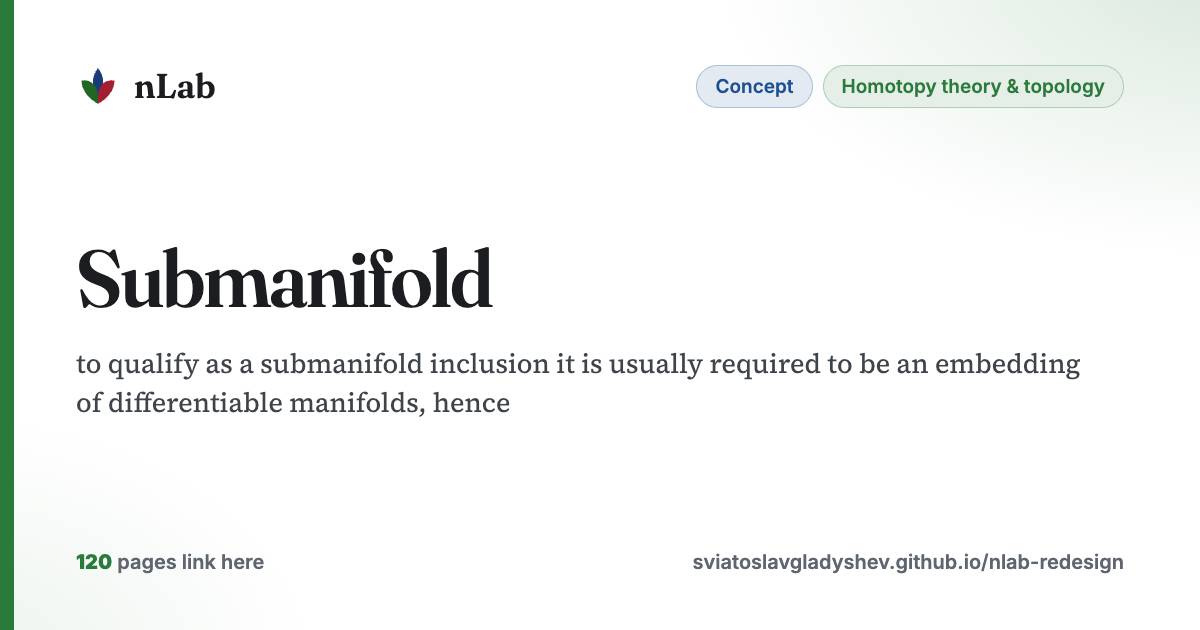 nLab
Concept
Homotopy theory & topology
Submanifold
to qualify as a submanifold inclusion it is usually required to be an embedding
of differentiable manifolds, hence
120 pages link here
sviatoslavgladyshev.github.io/nlab-redesign